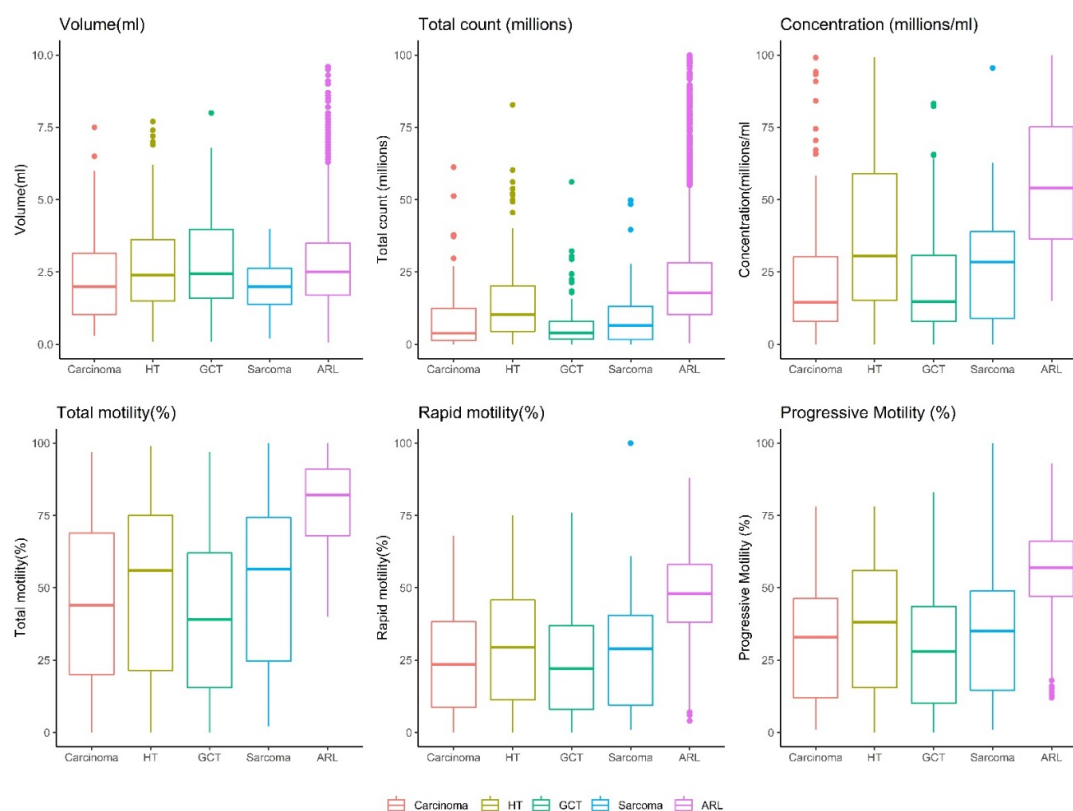 Volume(ml)
Volume(ml)
10.0
7.5
5.0
2.5
0.0
Carcinoma HT GCT Sarcoma ARL
Total count (millions)
Total count (millions)
100
75
50
25
0
Carcinoma HT GCT Sarcoma ARL
Concentration (millions/ml)
Concentration(millions/ml)
100
75
50
25
0
Carcinoma HT GCT Sarcoma ARL
Total motility(%)
Total motility(%)
100
75
50
25
0
Carcinoma HT GCT Sarcoma ARL
Rapid motility(%)
Rapid motility(%)
100
75
50
25
0
Carcinoma HT GCT Sarcoma ARL
Progressive Motility (%)
Progressive Motility (%)
100
75
50
25
0
Carcinoma HT GCT Sarcoma ARL
Carcinoma HT GCT Sarcoma ARL